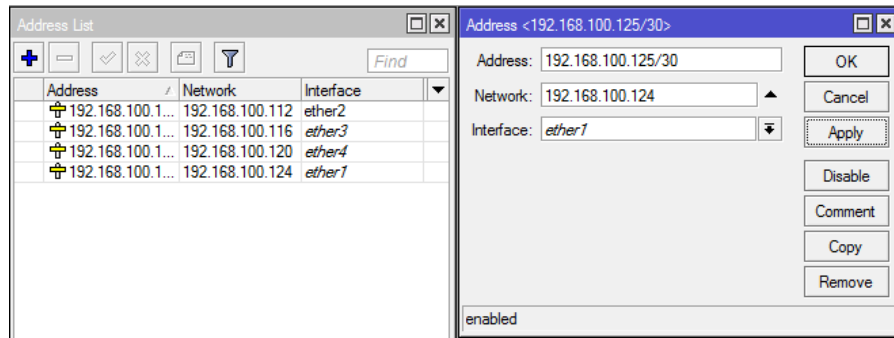 Address List
Find
Address Network Interface
192.168.100.1... 192.168.100.112 ether2
192.168.100.1... 192.168.100.116 ether3
192.168.100.1... 192.168.100.120 ether4
192.168.100.1... 192.168.100.124 ether1
Address <192.168.100.125/30>
Address: 192.168.100.125/30
Network: 192.168.100.124
Interface: ether1
OK
Cancel
Apply
Disable
Comment
Copy
Remove
enabled